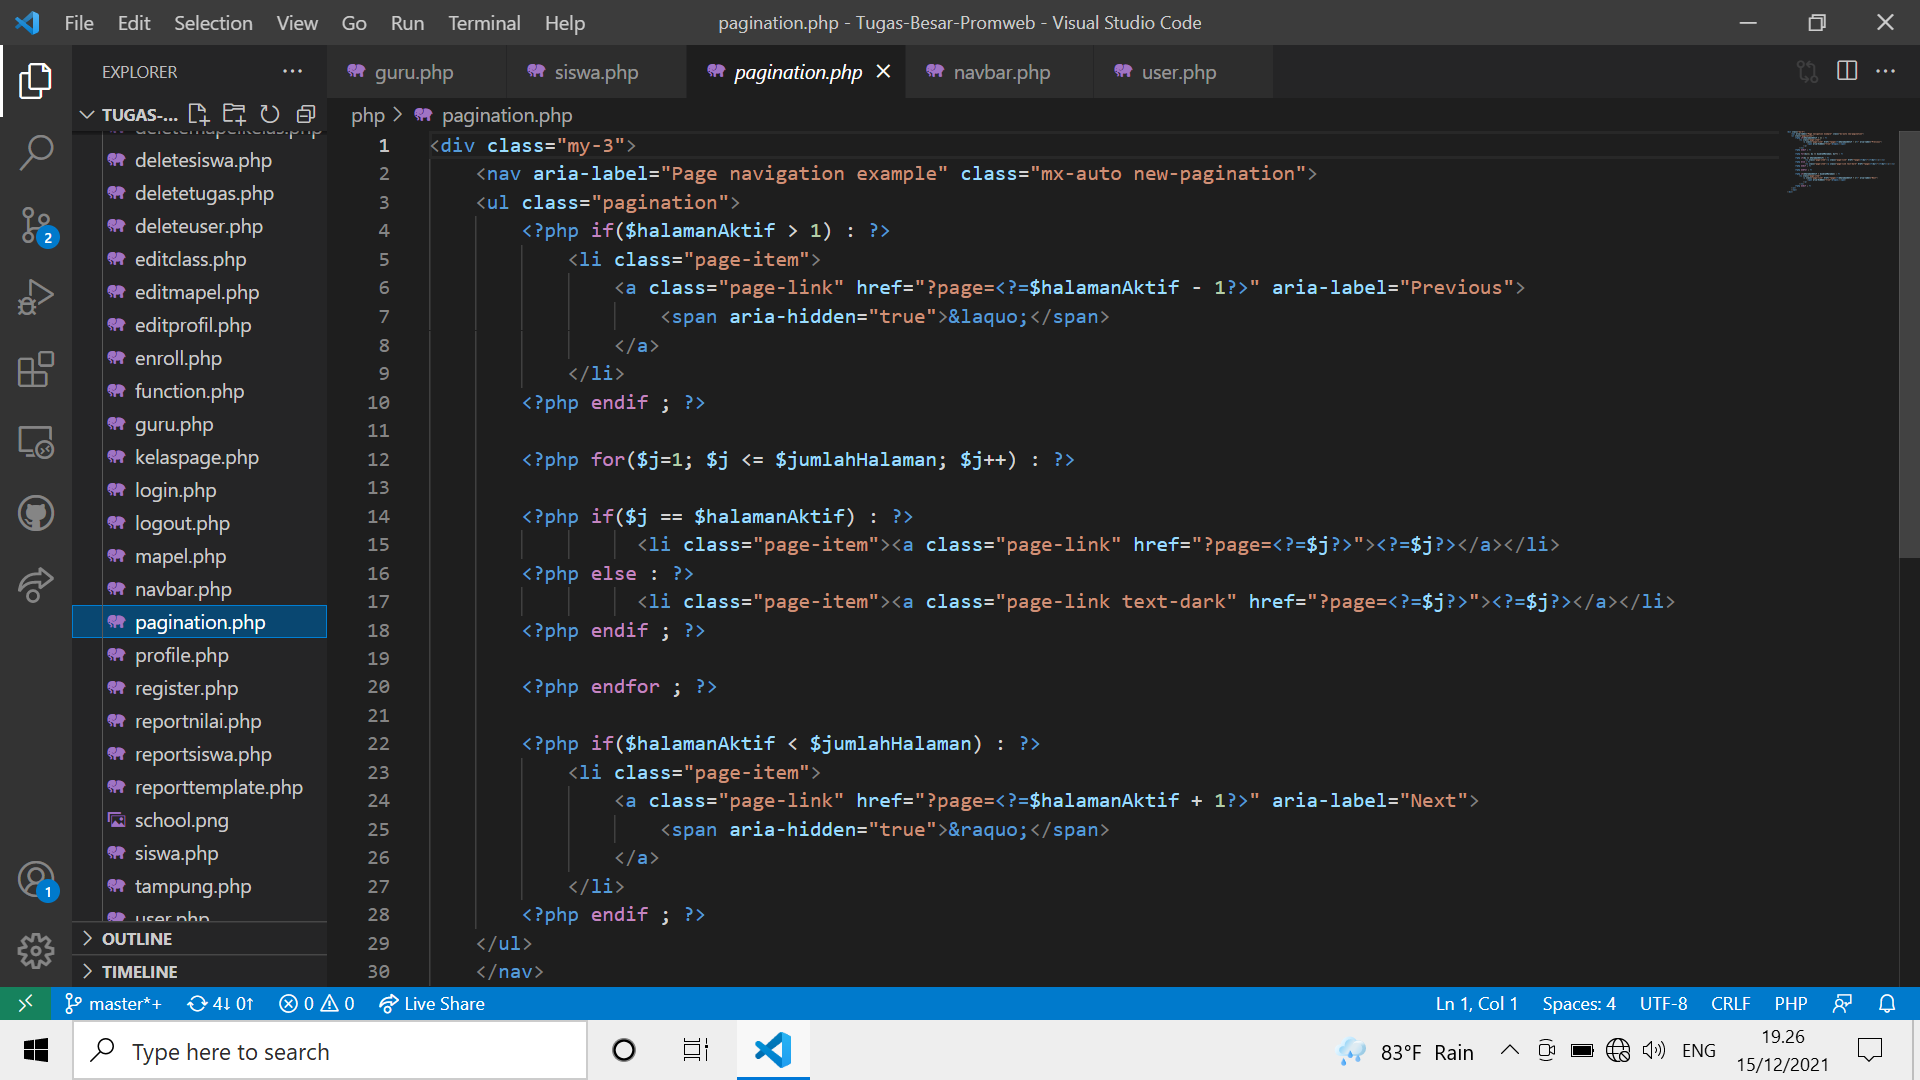 File Edit Selection View Go Run Terminal Help
pagination.php - Tugas-Besar-Promweb - Visual Studio Code
EXPLORER
guru.php
siswa.php
pagination.php
navbar.php
user.php
TUGAS-...
php > pagination.php
deletemapelkelas.php
deletesiswa.php
deletetugas.php
deleteuser.php
editclass.php
editmapel.php
editprofil.php
enroll.php
function.php
guru.php
kelaspage.php
login.php
logout.php
mapel.php
navbar.php
pagination.php
profile.php
register.php
reportnilai.php
reportsiswa.php
reporttemplate.php
school.png
siswa.php
tampung.php
user.php
OUTLINE
TIMELINE
2
1
1 <div class="my-3">
2 <nav aria-label="Page navigation example" class="mx-auto new-pagination">
3 <ul class="pagination">
4 <?php if($halamanAktif > 1) : ?>
5 <li class="page-item">
6 <a class="page-link" href="?page=<?=$halamanAktif - 1?>" aria-label="Previous">
7 <span aria-hidden="true">&laquo;</span>
8 </a>
9 </li>
10 <?php endif ; ?>
11
12 <?php for($j=1; $j <= $jumlahHalaman; $j++) : ?>
13
14 <?php if($j == $halamanAktif) : ?>
15 <li class="page-item"><a class="page-link" href="?page=<?=$j?>"><?=$j?></a></li>
16 <?php else : ?>
17 <li class="page-item"><a class="page-link text-dark" href="?page=<?=$j?>"><?=$j?></a></li>
18 <?php endif ; ?>
19
20 <?php endfor ; ?>
21
22 <?php if($halamanAktif < $jumlahHalaman) : ?>
23 <li class="page-item">
24 <a class="page-link" href="?page=<?=$halamanAktif + 1?>" aria-label="Next">
25 <span aria-hidden="true">&raquo;</span>
26 </a>
27 </li>
28 <?php endif ; ?>
29 </ul>
30 </nav>
master*+ 4↓ 0↑ 0 0 Live Share
Ln 1, Col 1 Spaces: 4 UTF-8 CRLF PHP
Type here to search
83°F Rain
ENG
19.26
15/12/2021